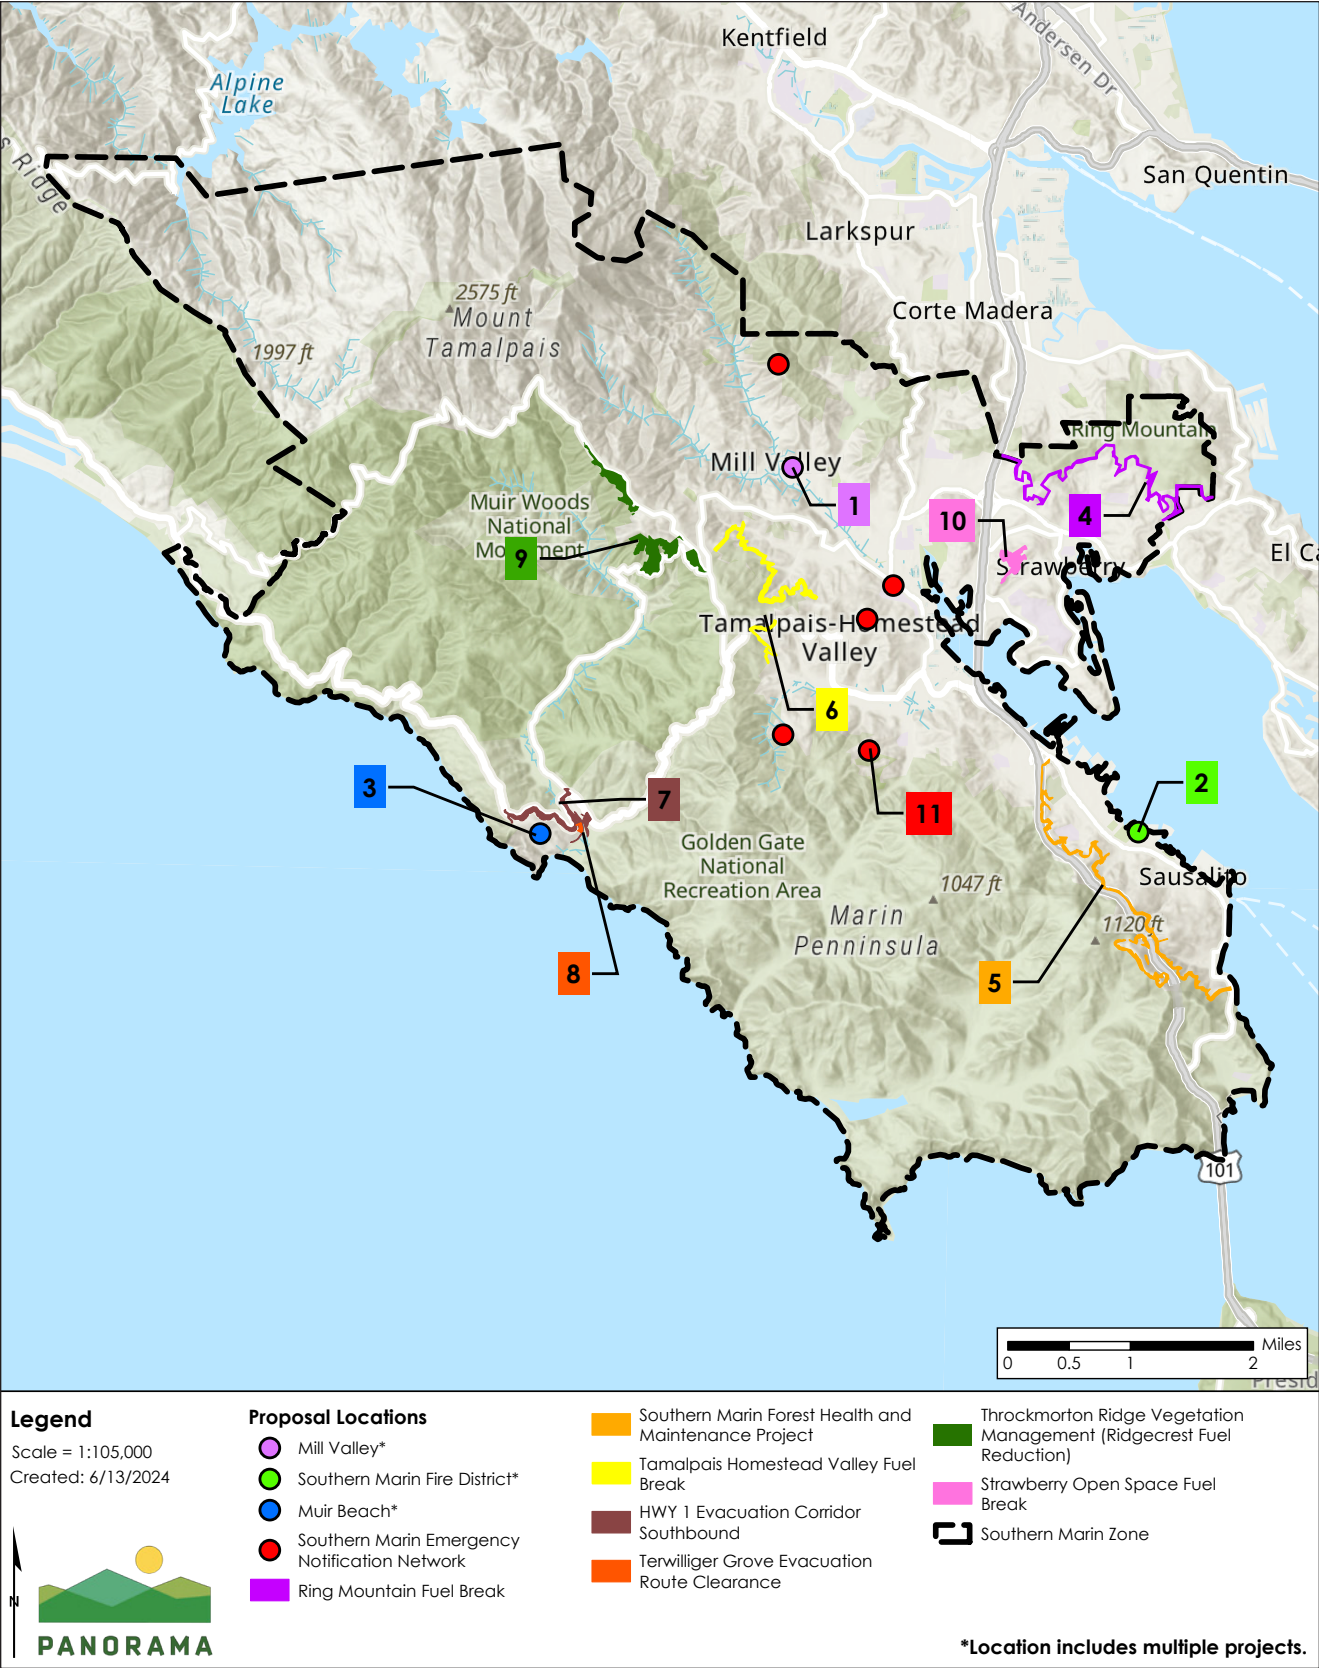 Kentfield
Andersen Dr
Alpine
Lake
San Quentin
s Ridge
Larkspur
2575 ft
Mount
Tamalpais
Corte Madera
1997 ft
Ring Mountain
Mill Valley
Muir Woods
National
Monument
1
10
4
9
Strawberry
El Ca
Tamalpais-Homestead
Valley
6
3
7
2
11
Golden Gate
National
Recreation Area
1047 ft
Sausalito
Marin
Penninsula
1120 ft
8
5
101
Miles
0 0.5 1 2
Presid
Legend
Scale = 1:105,000
Created: 6/13/2024
N
PANORAMA
Proposal Locations
Mill Valley*
Southern Marin Fire District*
Muir Beach*
Southern Marin Emergency
Notification Network
Ring Mountain Fuel Break
Southern Marin Forest Health and
Maintenance Project
Tamalpais Homestead Valley Fuel
Break
HWY 1 Evacuation Corridor
Southbound
Terwilliger Grove Evacuation
Route Clearance
Throckmorton Ridge Vegetation
Management (Ridgecrest Fuel
Reduction)
Strawberry Open Space Fuel
Break
Southern Marin Zone
*Location includes multiple projects.